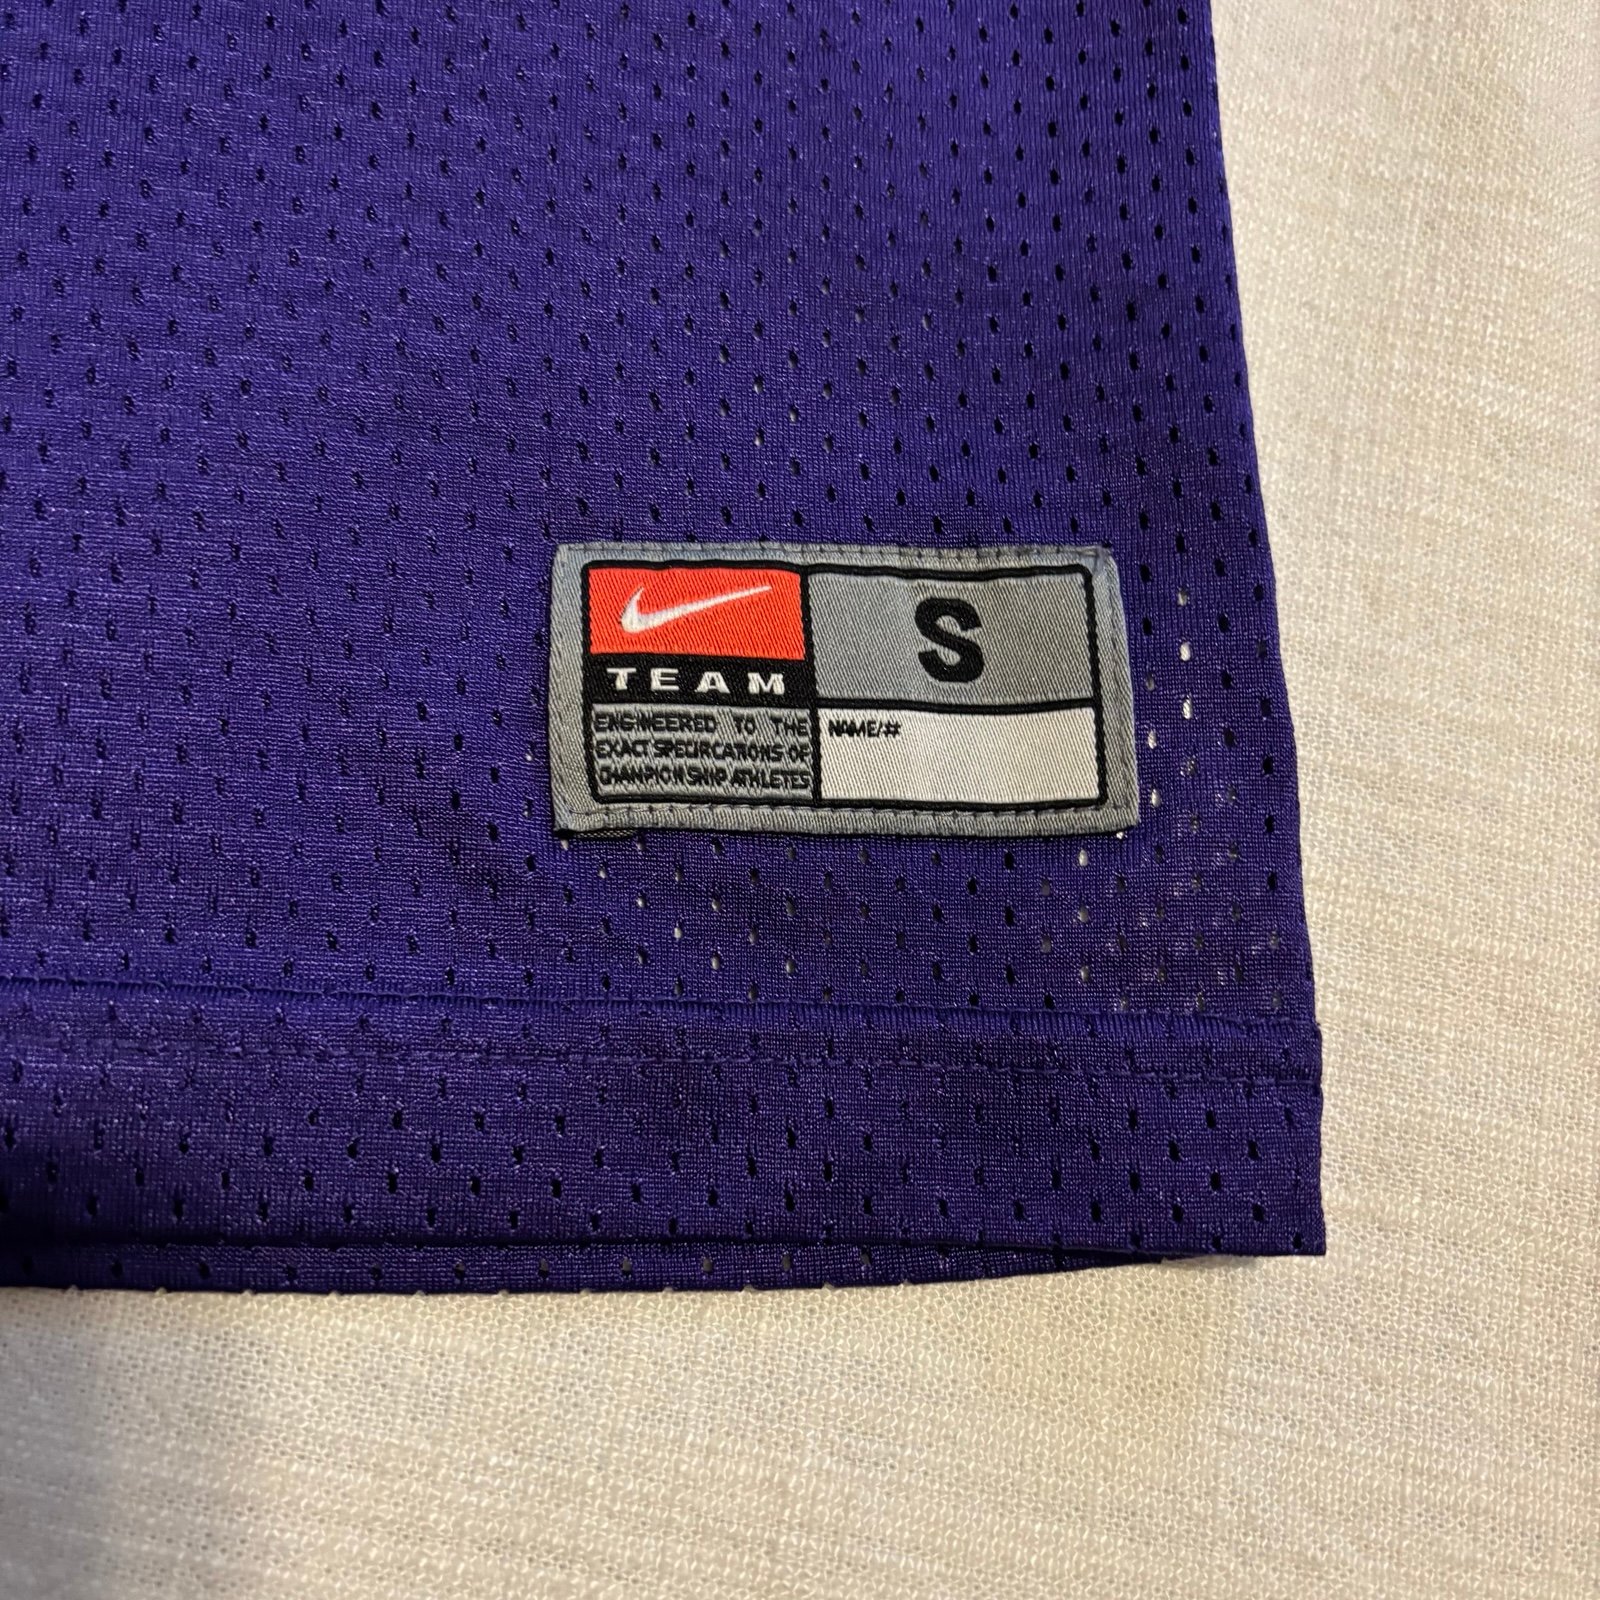 TEAM
S
ENGINEERED TO THE
EXACT SPECIFICATIONS OF
CHAMPIONSHIP ATHLETES
NAME/#